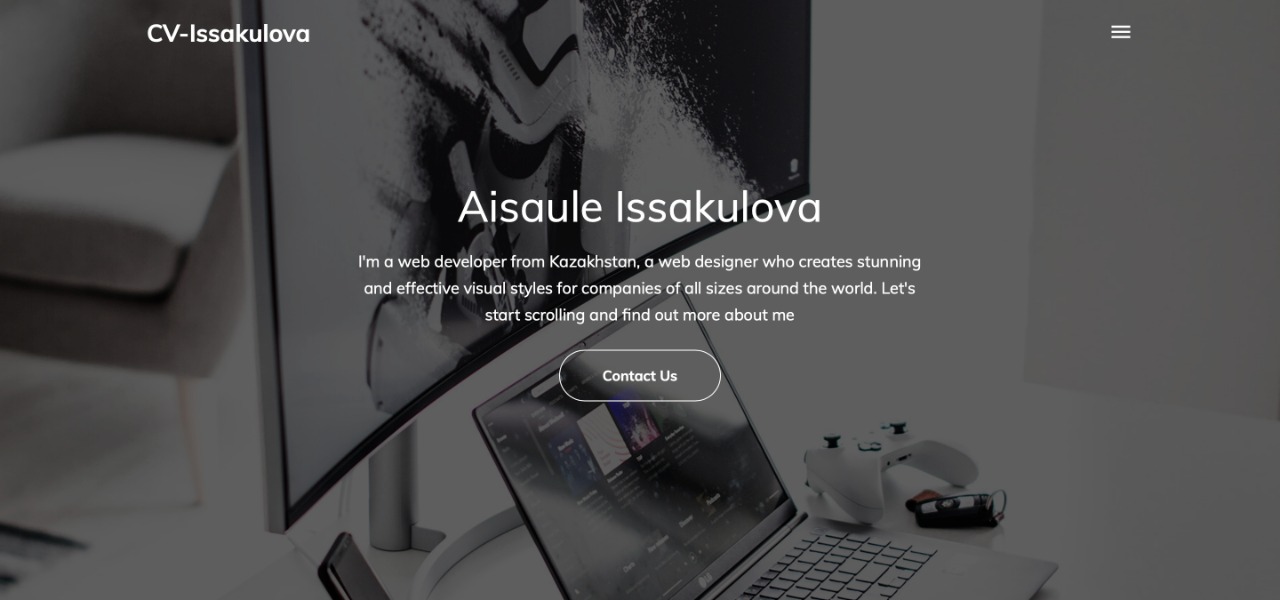 CV-Issakulova
Aisaule Issakulova
I'm a web developer from Kazakhstan, a web designer who creates stunning
and effective visual styles for companies of all sizes around the world. Let's
start scrolling and find out more about me
Contact Us
LG